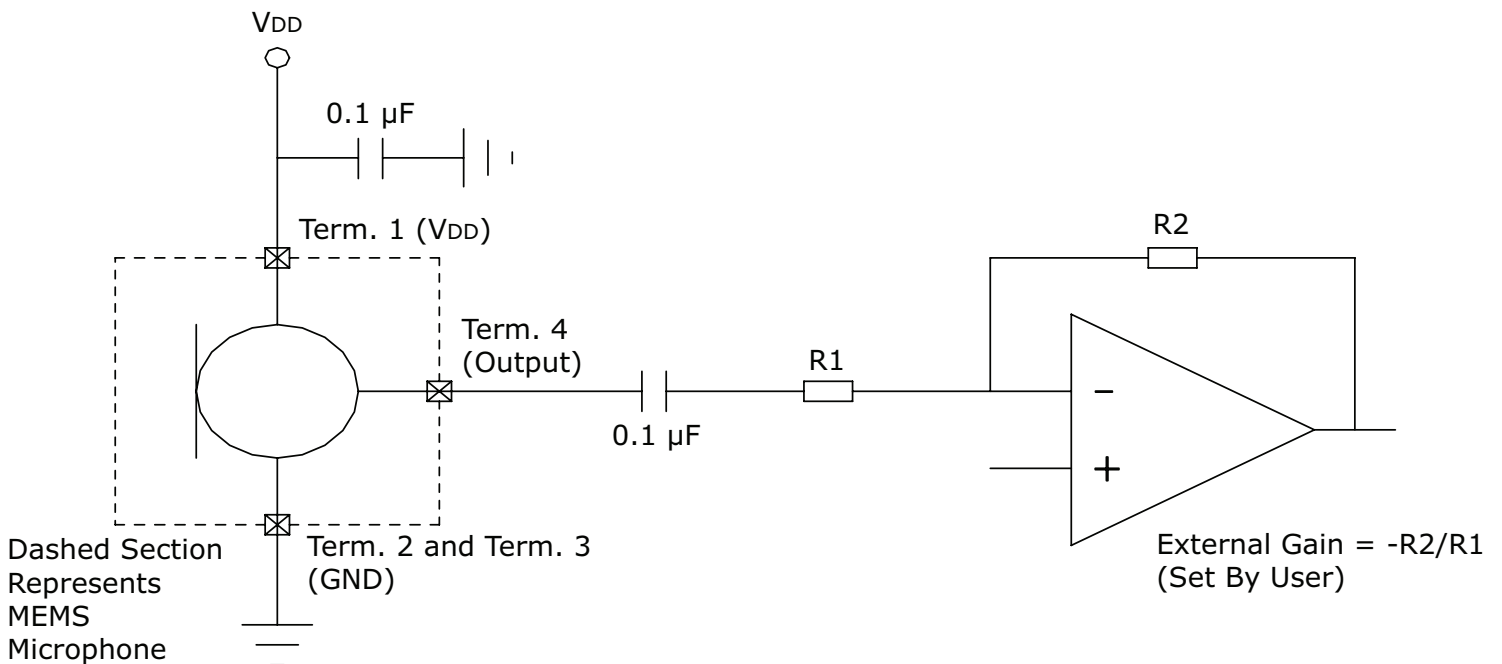 VDD
0.1 µF
Term. 1 (VDD)
R2
Term. 4
(Output)
R1
0.1 µF
−
+
Dashed Section
Represents
MEMS
Microphone
Term. 2 and Term. 3
(GND)
External Gain = -R2/R1
(Set By User)